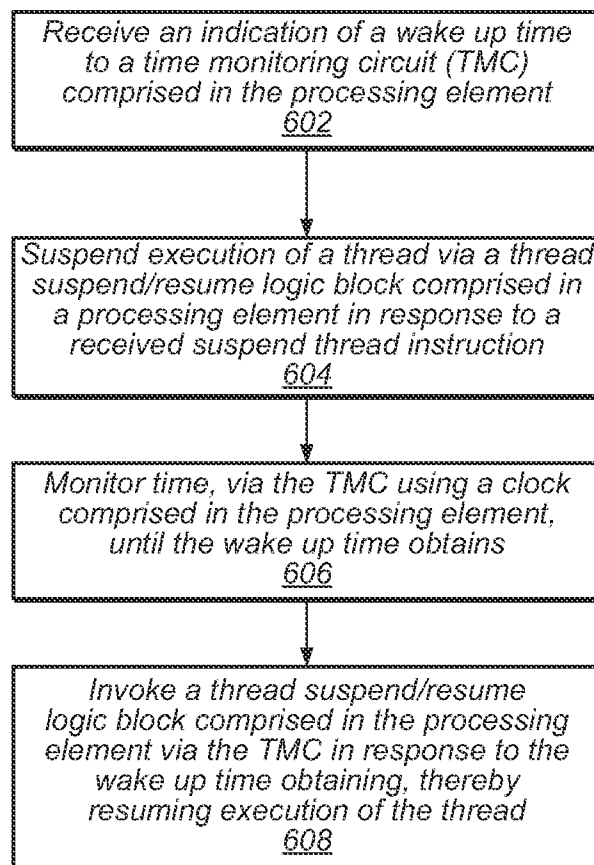 Receive an indication of a wake up time
to a time monitoring circuit (TMC)
comprised in the processing element
602
Suspend execution of a thread via a thread
suspend/resume logic block comprised in
a processing element in response to a
received suspend thread instruction
604
Monitor time, via the TMC using a clock
comprised in the processing element,
until the wake up time obtains
606
Invoke a thread suspend/resume
logic block comprised in the processing
element via the TMC in response to the
wake up time obtaining, thereby
resuming execution of the thread
608